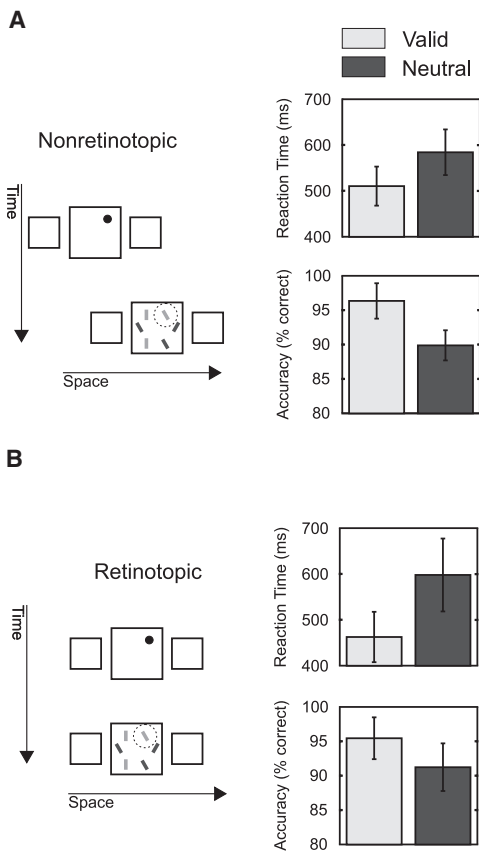 A
Valid
Neutral
Nonretinotopic
Time
Space
Reaction Time (ms)
700
600
500
400
Accuracy (% correct)
100
95
90
85
80
B
Retinotopic
Time
Space
Reaction Time (ms)
700
600
500
400
Accuracy (% correct)
100
95
90
85
80